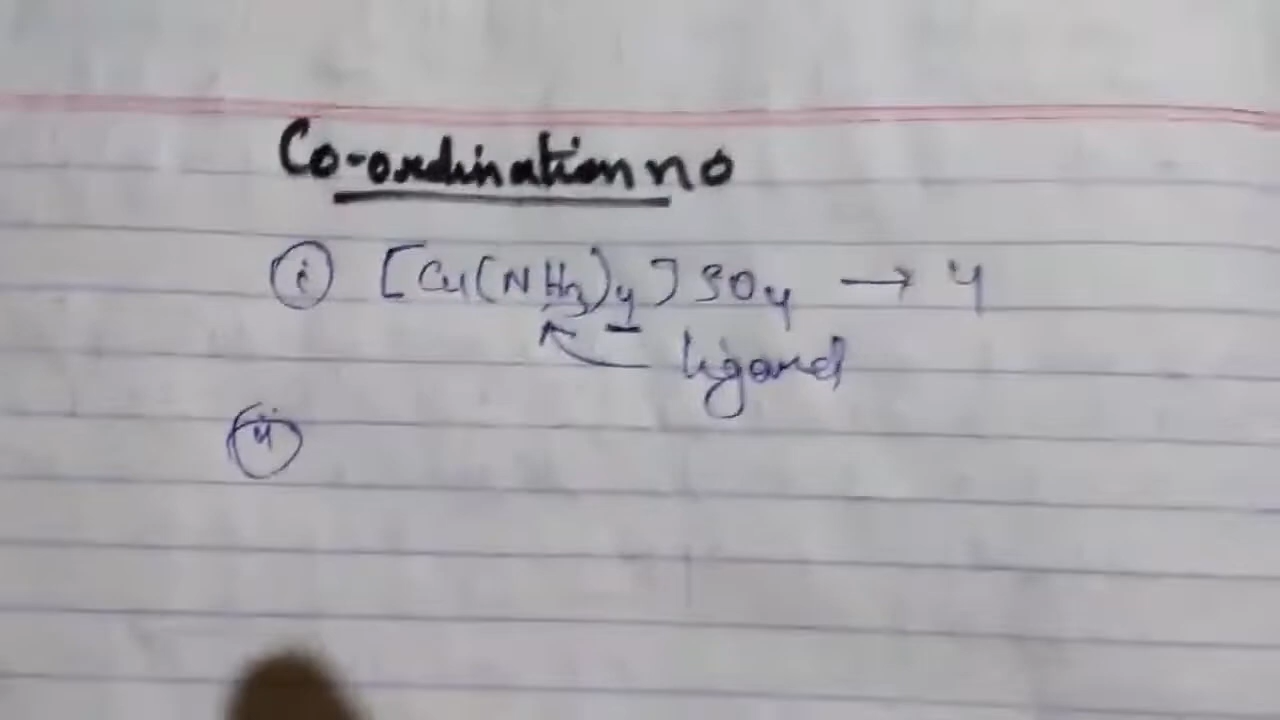 Co-ordination no
(i) [Cu(NH3)4]SO4 → 4
ligand
(ii)